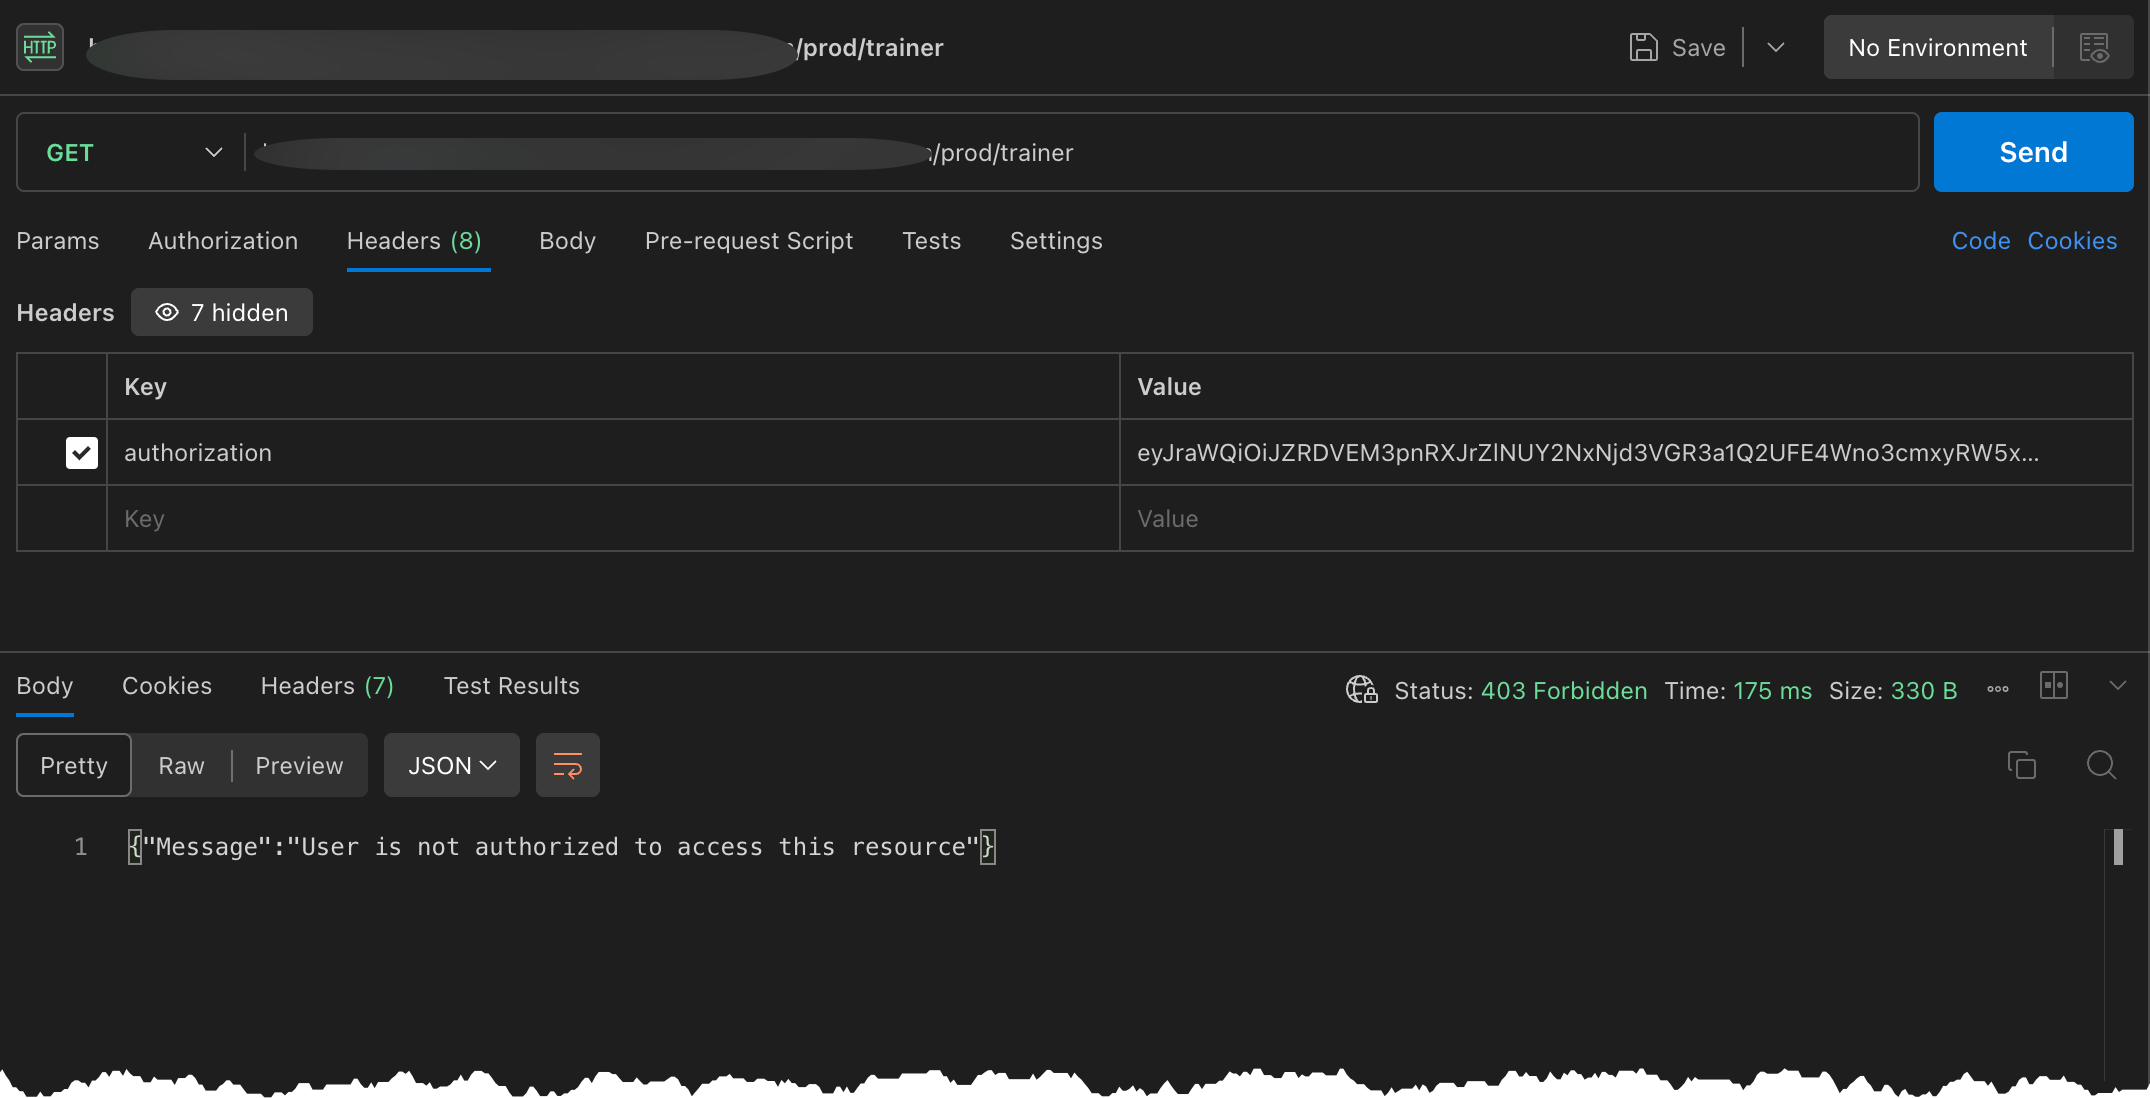 HTTP
/prod/trainer
Save
No Environment
GET
/prod/trainer
Send
Params Authorization Headers (8) Body Pre-request Script Tests Settings Code Cookies
Headers 7 hidden
Key Value
authorization eyJraWQiOiJZRDVEM3pnRXJrZlNUY2NxNjd3VGR3a1Q2UFE4Wno3cmxyRW5x...
Key Value
Body Cookies Headers (7) Test Results Status: 403 Forbidden Time: 175 ms Size: 330 B
Pretty Raw Preview JSON
1 {"Message":"User is not authorized to access this resource"}